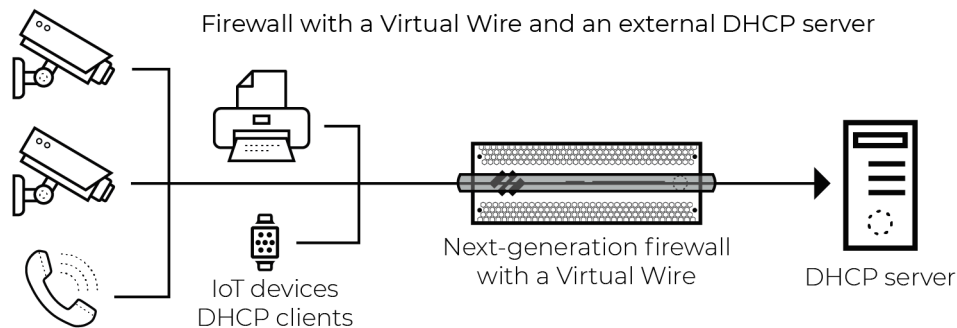 Firewall with a Virtual Wire and an external DHCP server
Next-generation firewall
with a Virtual Wire
DHCP server
IoT devices
DHCP clients